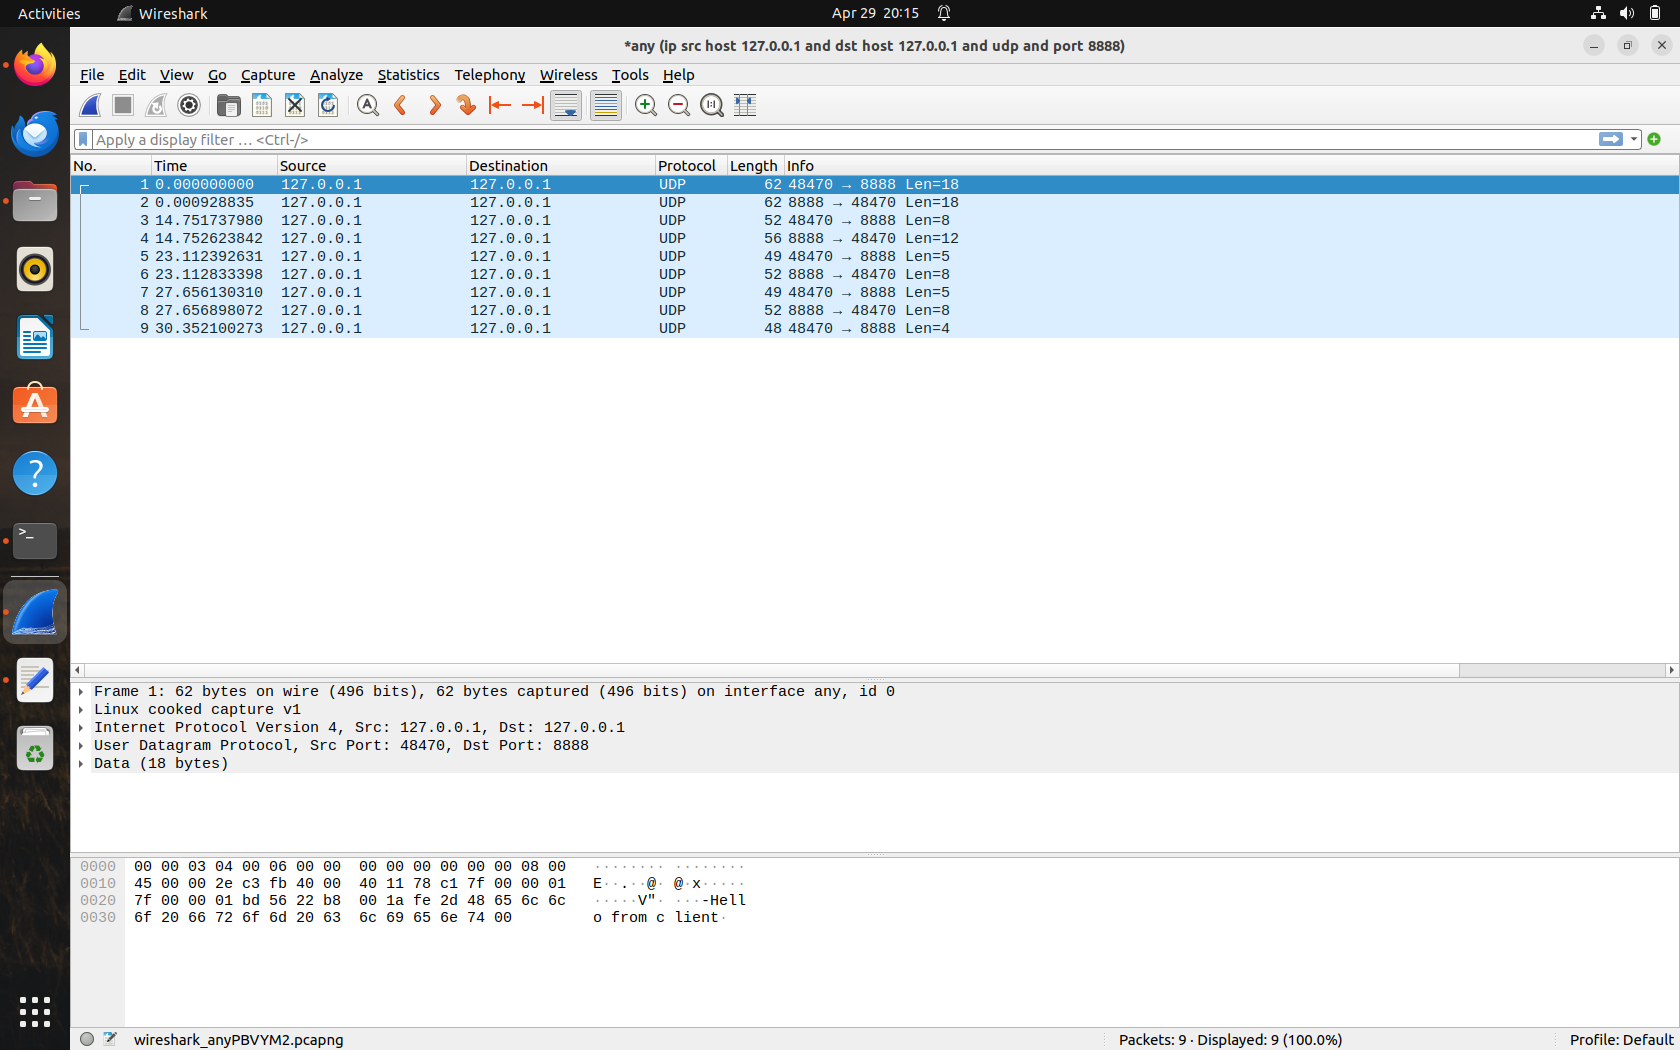 Activities Wireshark Apr 29 20:15
*any (ip src host 127.0.0.1 and dst host 127.0.0.1 and udp and port 8888)
File Edit View Go Capture Analyze Statistics Telephony Wireless Tools Help
Apply a display filter … <Ctrl-/>
No. Time Source Destination Protocol Length Info
1 0.000000000 127.0.0.1 127.0.0.1 UDP 62 48470 → 8888 Len=18
2 0.000928835 127.0.0.1 127.0.0.1 UDP 62 8888 → 48470 Len=18
3 14.751737980 127.0.0.1 127.0.0.1 UDP 52 48470 → 8888 Len=8
4 14.752623842 127.0.0.1 127.0.0.1 UDP 56 8888 → 48470 Len=12
5 23.112392631 127.0.0.1 127.0.0.1 UDP 49 48470 → 8888 Len=5
6 23.112833398 127.0.0.1 127.0.0.1 UDP 52 8888 → 48470 Len=8
7 27.656130310 127.0.0.1 127.0.0.1 UDP 49 48470 → 8888 Len=5
8 27.656898072 127.0.0.1 127.0.0.1 UDP 52 8888 → 48470 Len=8
9 30.352100273 127.0.0.1 127.0.0.1 UDP 48 48470 → 8888 Len=4
Frame 1: 62 bytes on wire (496 bits), 62 bytes captured (496 bits) on interface any, id 0
Linux cooked capture v1
Internet Protocol Version 4, Src: 127.0.0.1, Dst: 127.0.0.1
User Datagram Protocol, Src Port: 48470, Dst Port: 8888
Data (18 bytes)
0000 00 00 03 04 00 06 00 00 00 00 00 00 00 00 08 00 ········ ········
0010 45 00 00 2e c3 fb 40 00 40 11 78 c1 7f 00 00 01 E··.··@· @·x·····
0020 7f 00 00 01 bd 56 22 b8 00 1a fe 2d 48 65 6c 6c ·····V"· ···-Hell
0030 6f 20 66 72 6f 6d 20 63 6c 69 65 6e 74 00 o from c lient·
wireshark_anyPBVYM2.pcapng Packets: 9 · Displayed: 9 (100.0%) Profile: Default